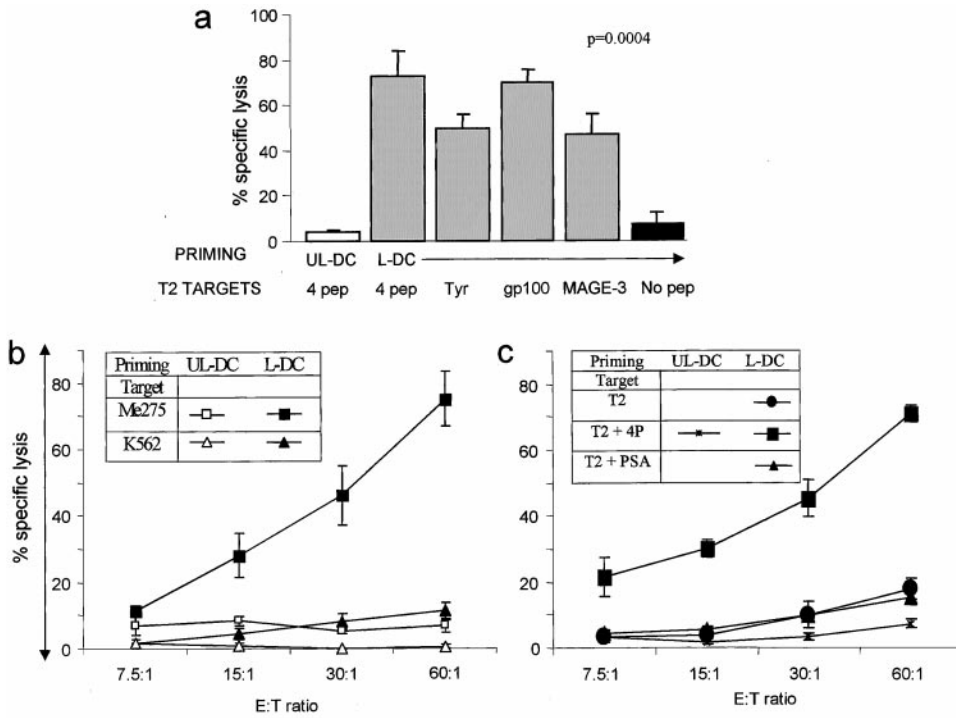 a
p=0.0004
% specific lysis
100
80
60
40
20
0
PRIMING UL-DC L-DC
T2 TARGETS 4 pep 4 pep Tyr gp100 MAGE-3 No pep
b
Priming UL-DC L-DC
Target
Me275
K562
% specific lysis
80
60
40
20
0
7.5:1 15:1 30:1 60:1
E:T ratio
c
Priming UL-DC L-DC
Target
T2
T2 + 4P
T2 + PSA
80
60
40
20
0
7.5:1 15:1 30:1 60:1
E:T ratio